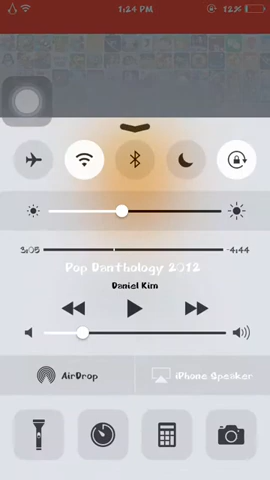 1:24 PM 12%
3:05 -4:44
Pop Danthology 2012
Daniel Kim
AirDrop iPhone Speaker